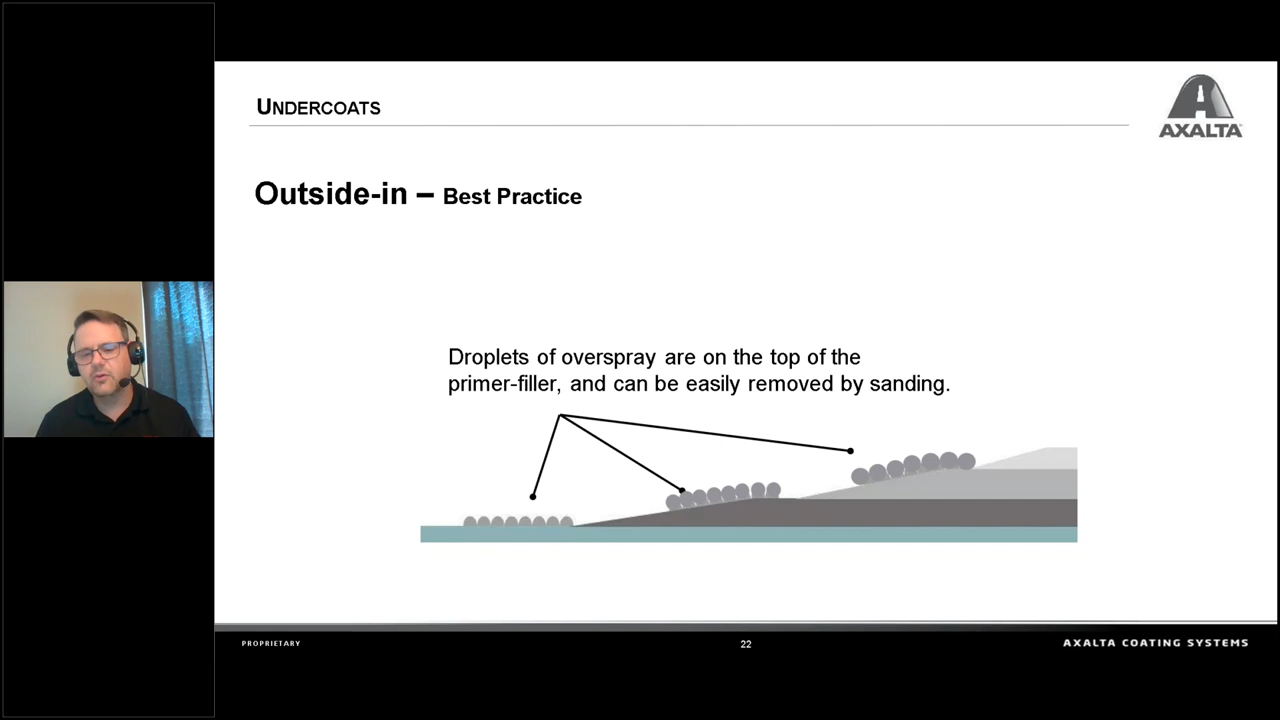 UNDERCOATS
AXALTA
Outside-in – Best Practice
Droplets of overspray are on the top of the
primer-filler, and can be easily removed by sanding.
PROPRIETARY
22
AXALTA COATING SYSTEMS